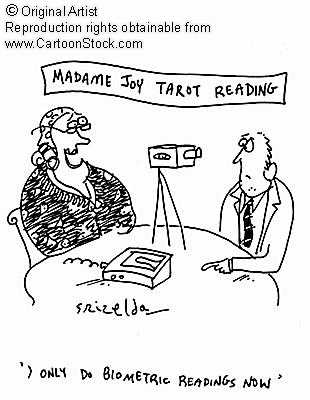 © Original Artist
Reproduction rights obtainable from
www.CartoonStock.com
MADAME JOY TAROT READING
Grizelda
'I ONLY DO BIOMETRIC READINGS NOW'